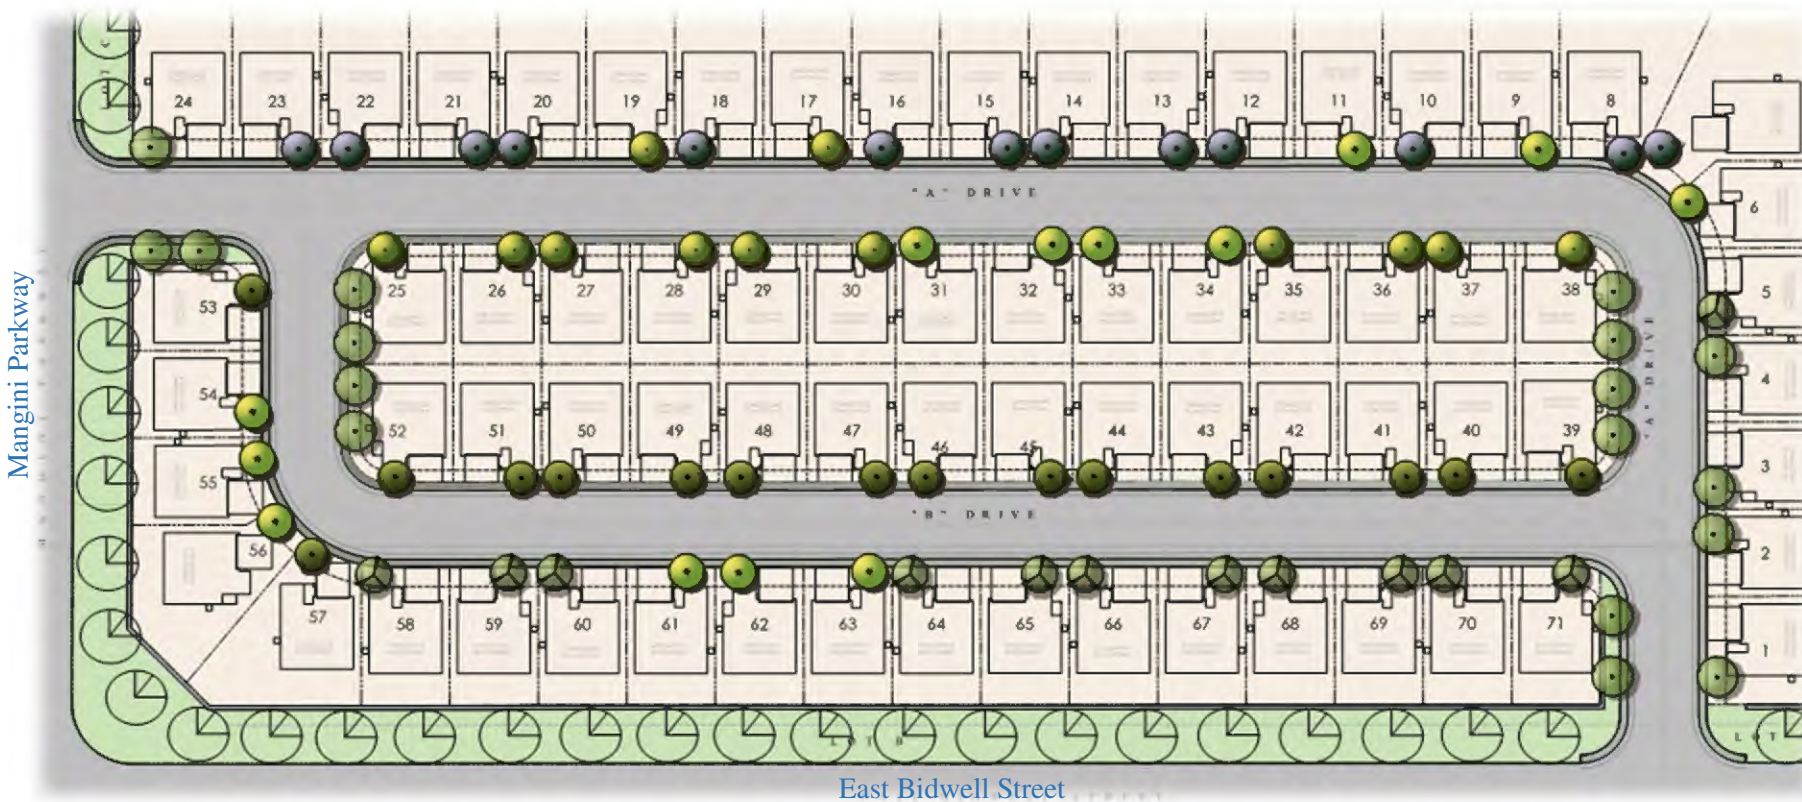 24 23 22 21 20 19 18 17 16 15 14 13 12 11 10 9 8
"A" DRIVE
6
Mangini Parkway
53 25 26 27 28 29 30 31 32 33 34 35 36 37 38 5
"A" DRIVE
54 4
52 51 50 49 48 47 46 45 44 43 42 41 40 39
55 3
"B" DRIVE
56 2
57 58 59 60 61 62 63 64 65 66 67 68 69 70 71
1
LOT B
LOT
East Bidwell Street